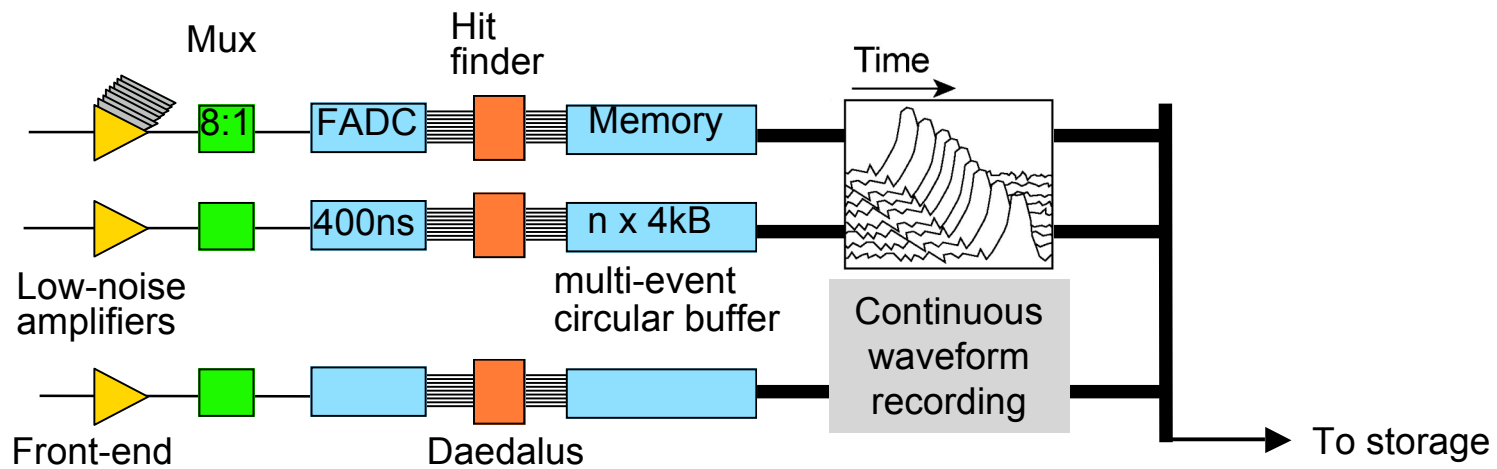 Mux
Hit
finder
Time
8:1
FADC
Memory
400ns
n x 4kB
Low-noise
amplifiers
multi-event
circular buffer
Continuous
waveform
recording
Front-end
Daedalus
To storage